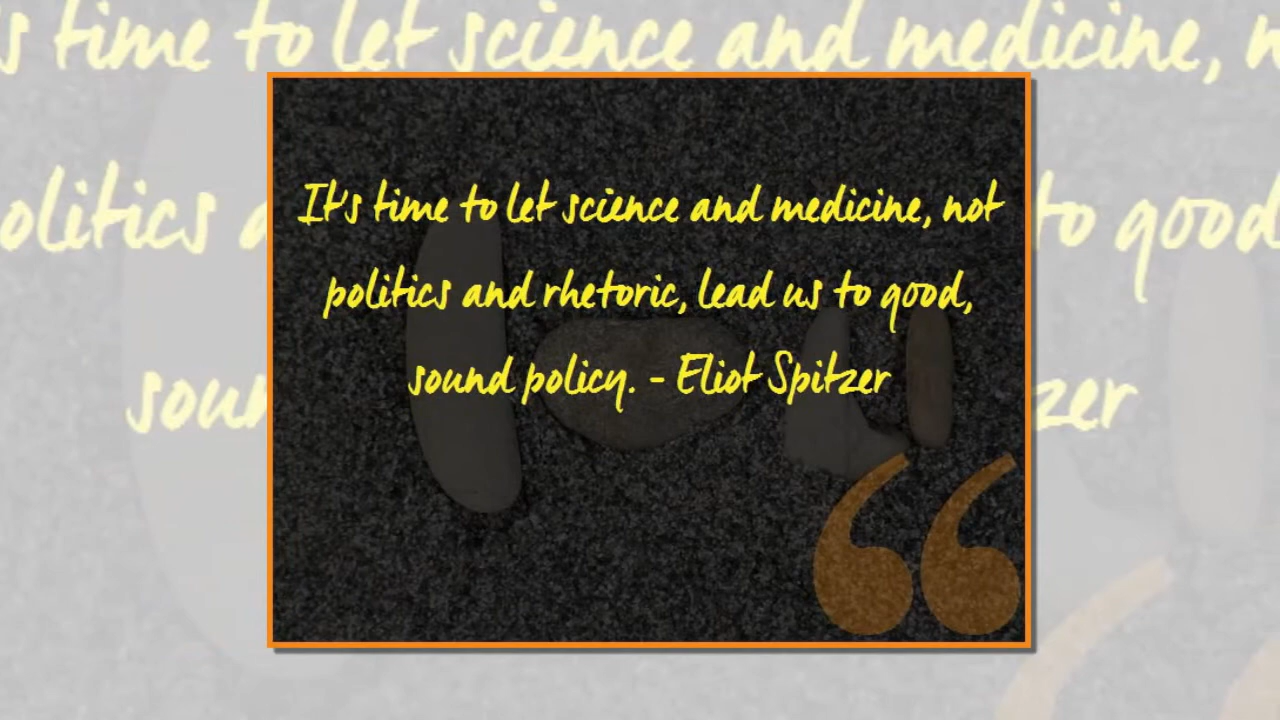 It's time to let science and medicine, not
politics and rhetoric, lead us to good,
sound policy. - Eliot Spitzer